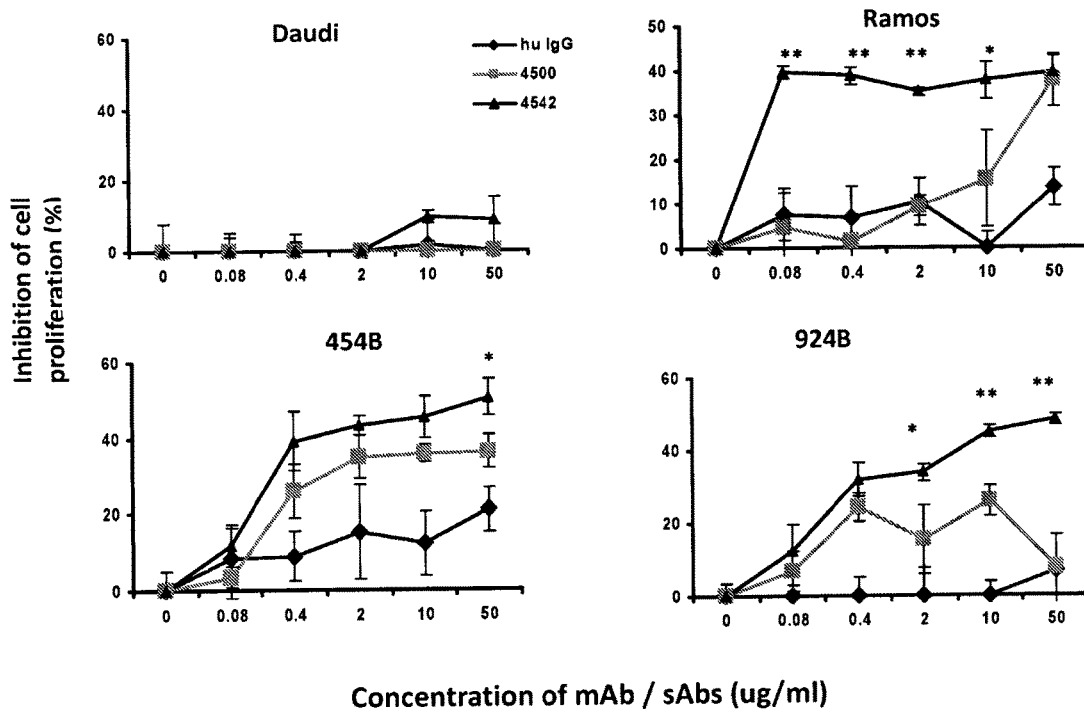 Daudi
Ramos
hu IgG
4500
4542
60
40
20
0
0 0.08 0.4 2 10 50
50
40
30
20
10
0
** ** ** *
0 0.08 0.4 2 10 50
Inhibition of cell
proliferation (%)
454B
924B
60
40
20
0
*
0 0.08 0.4 2 10 50
60
40
20
0
* ** **
0 0.08 0.4 2 10 50
Concentration of mAb / sAbs (ug/ml)